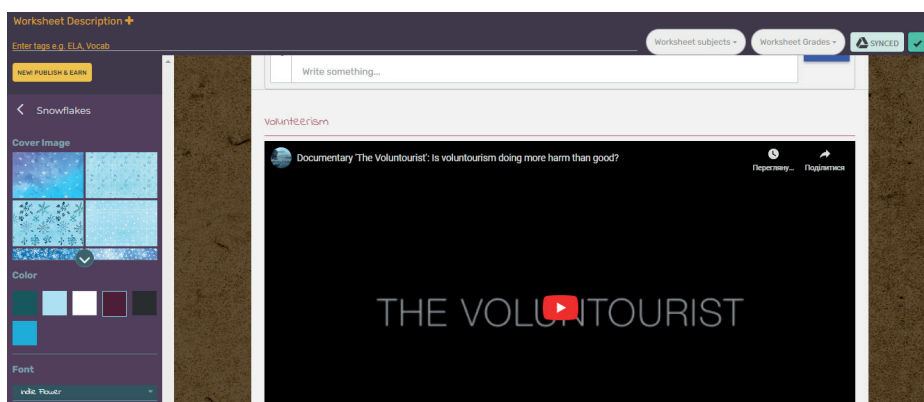 Worksheet Description +
Enter tags e.g. ELA, Vocab
Worksheet subjects
Worksheet Grades
SYNCED
NEW! PUBLISH & EARN
Write something...
Snowflakes
Volunteerism
Cover Image
Documentary 'The Voluntourist': Is voluntourism doing more harm than good?
Перегляну...
Поділитися
Color
THE VOLUNTOURIST
Font
Indie Flower